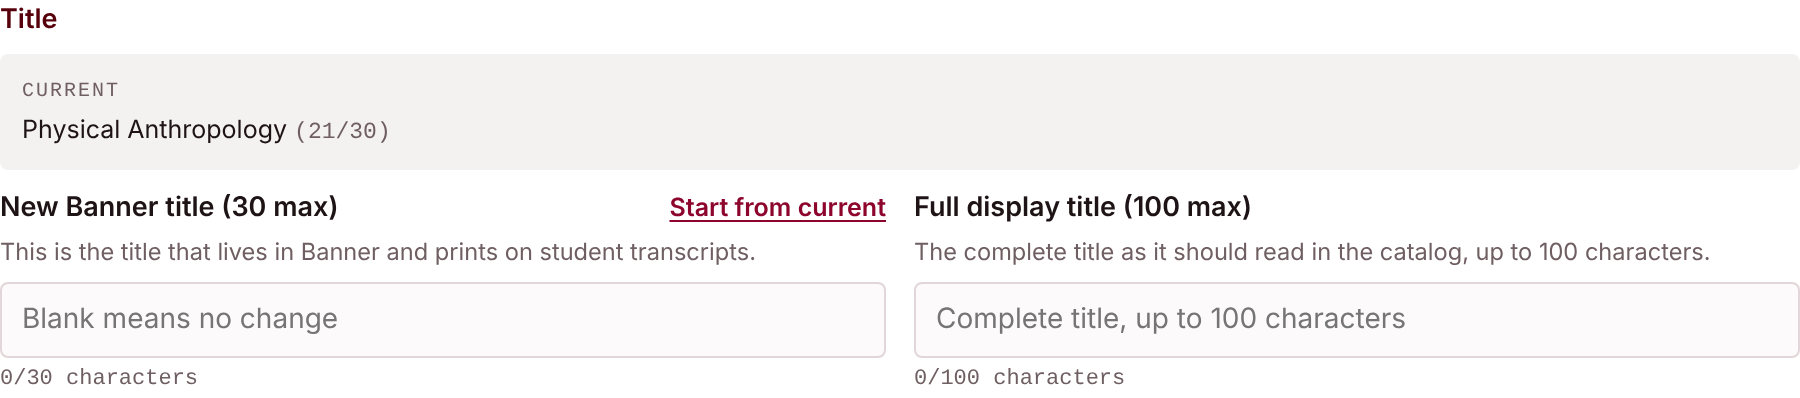 Title
CURRENT
Physical Anthropology (21/30)
New Banner title (30 max)
Start from current
This is the title that lives in Banner and prints on student transcripts.
Blank means no change
0/30 characters
Full display title (100 max)
The complete title as it should read in the catalog, up to 100 characters.
Complete title, up to 100 characters
0/100 characters